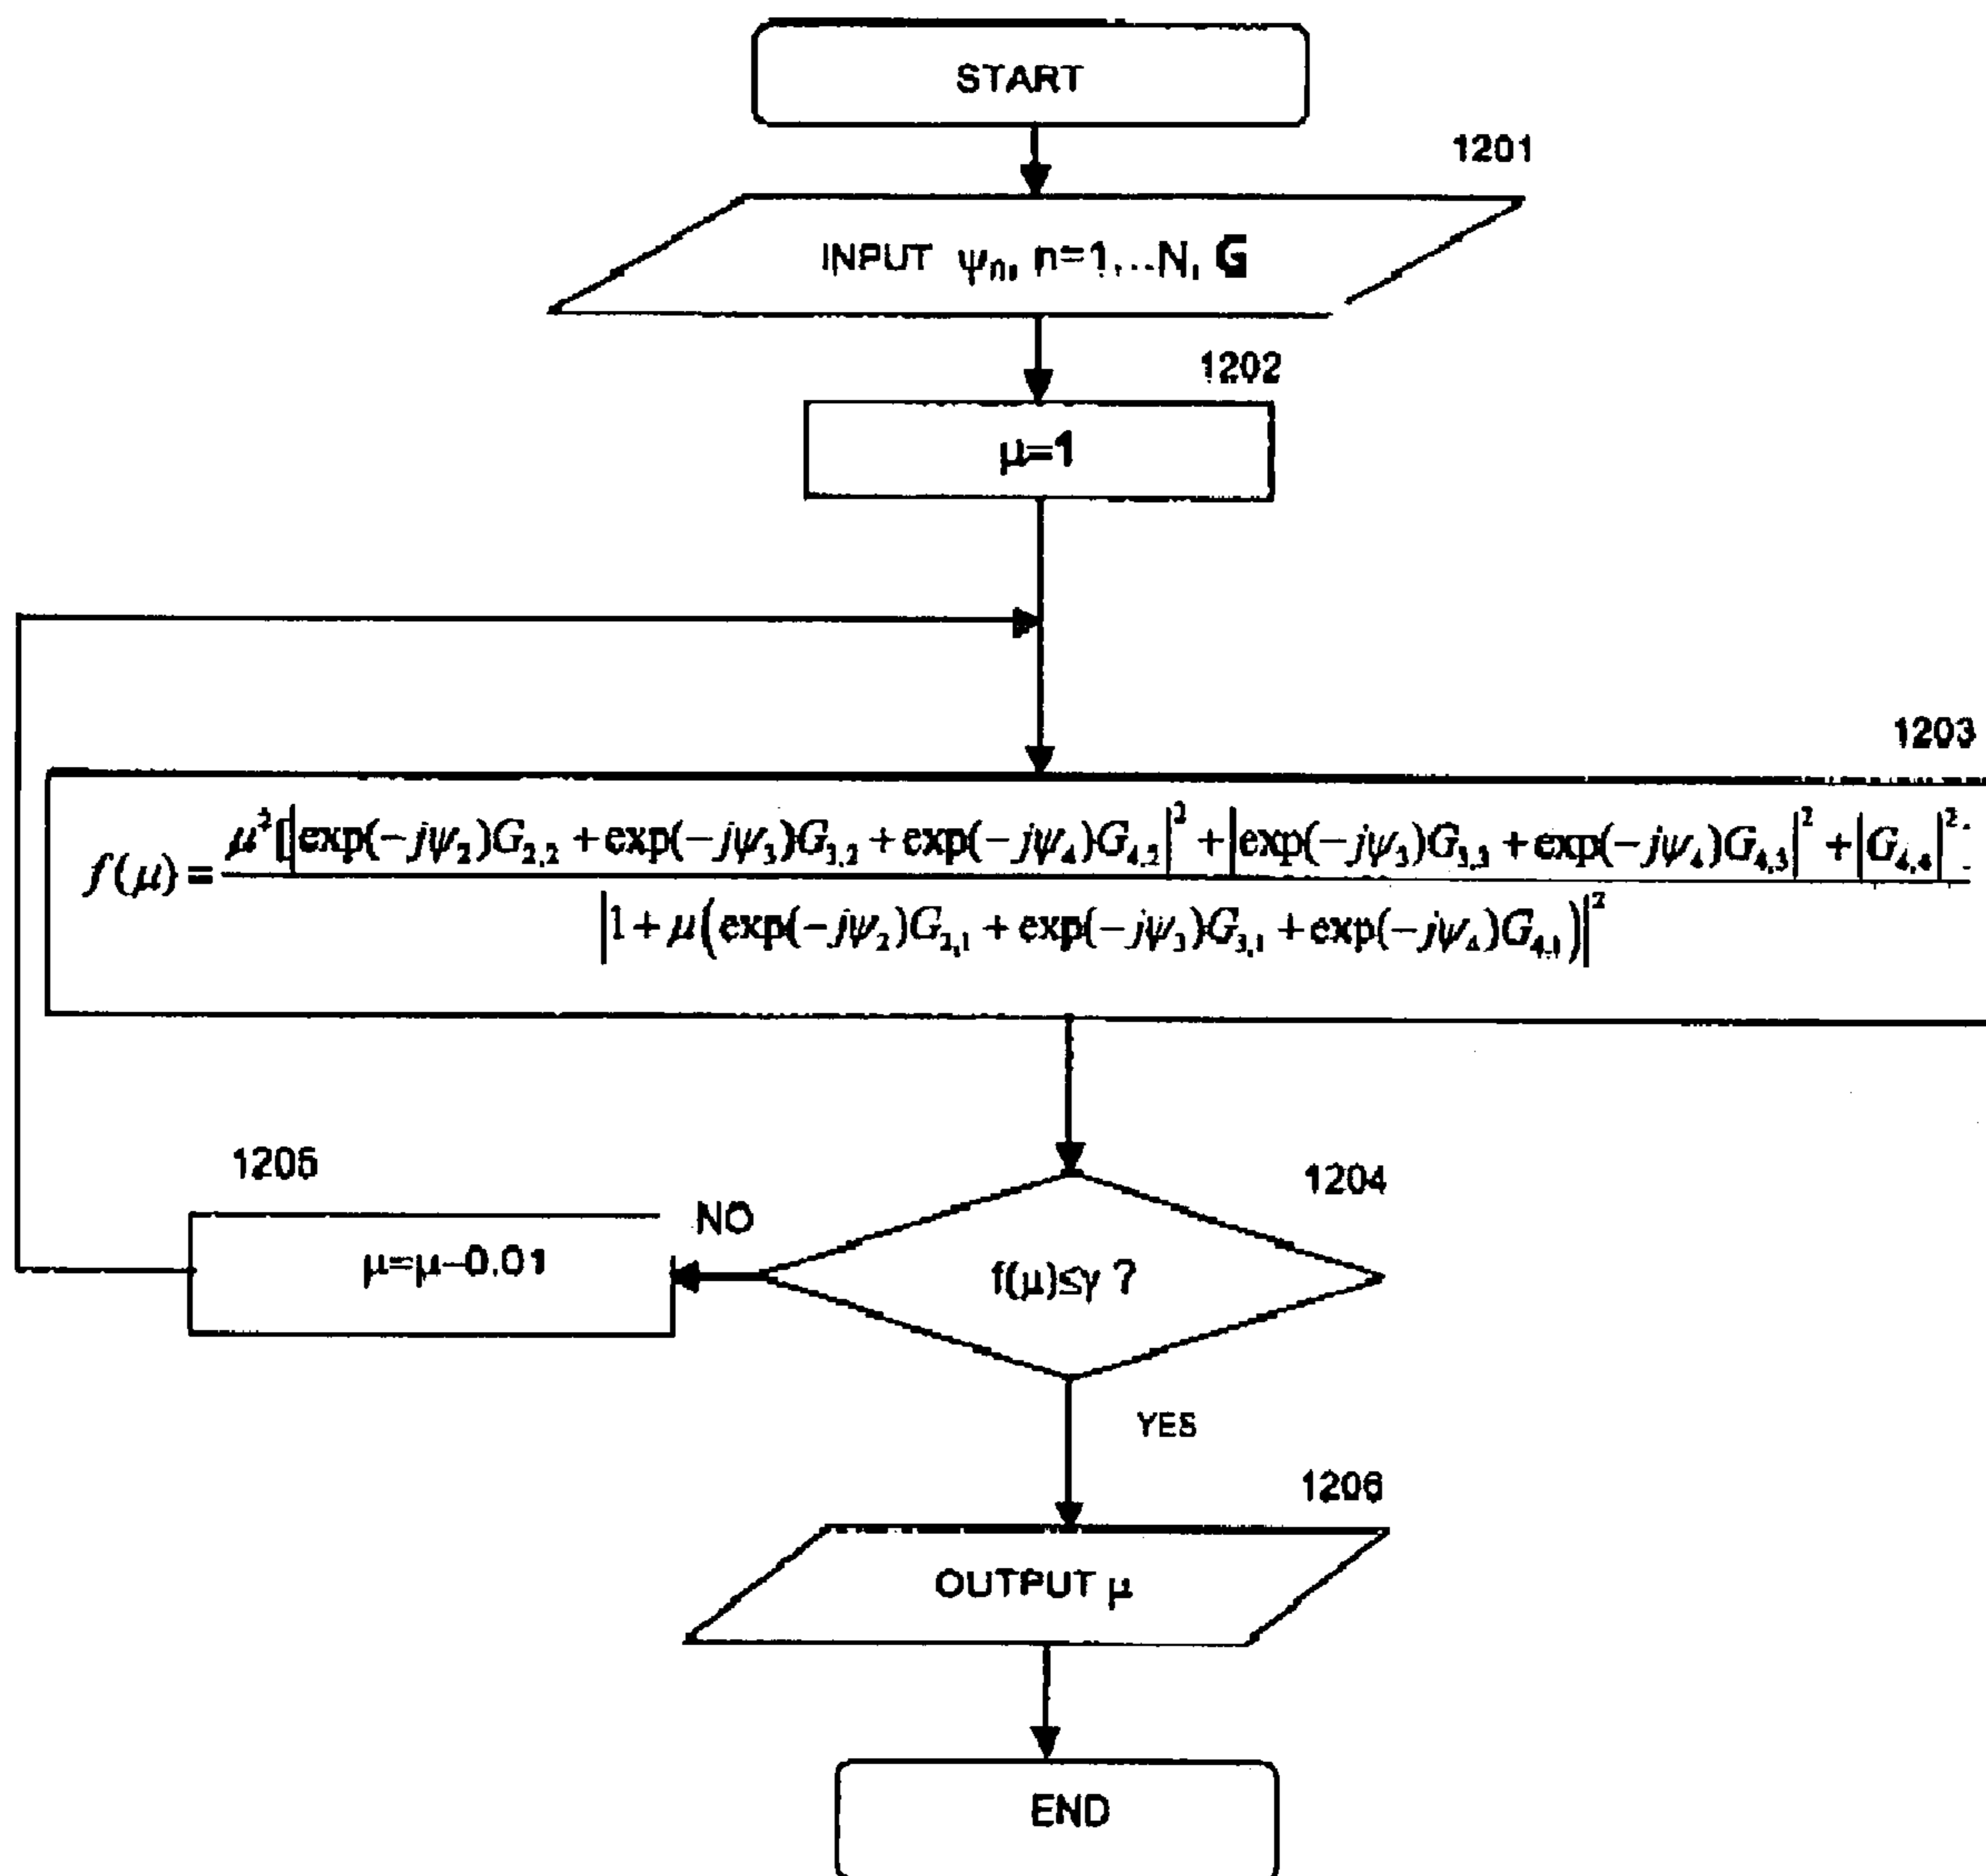 START
1201
INPUT ψn, n=1,...N, G
1202
μ=1
1203
f(μ) = μ²[|exp(-jψ₂)G₂,₂ + exp(-jψ₃)G₃,₂ + exp(-jψ₄)G₄,₂|² + |exp(-jψ₃)G₃,₃ + exp(-jψ₄)G₄,₃|² + |G₄,₄|²
|1 + μ(exp(-jψ₂)G₂,₁ + exp(-jψ₃)G₃,₁ + exp(-jψ₄)G₄,₁)|²
1205
NO
1204
μ=μ-0.01
f(μ)≤γ ?
YES
1206
OUTPUT μ
END